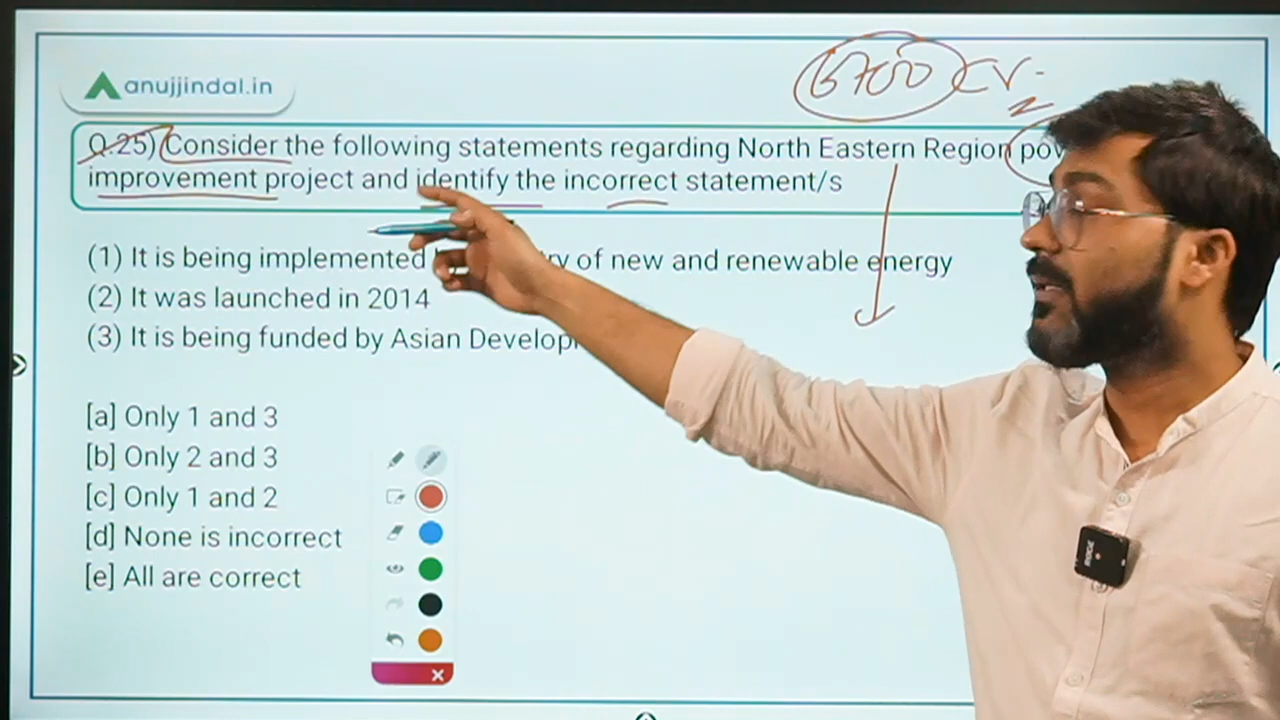 anujjindal.in
6700 Cr.
Q.25) Consider the following statements regarding North Eastern Region
improvement project and identify the incorrect statement/s
(1) It is being implemented of new and renewable energy
(2) It was launched in 2014
(3) It is being funded by Asian
[a] Only 1 and 3
[b] Only 2 and 3
[c] Only 1 and 2
[d] None is incorrect
[e] All are correct
RODE